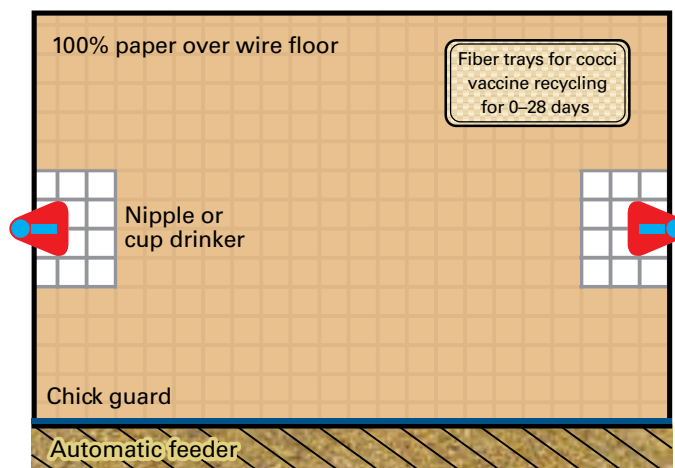 100% paper over wire floor
Fiber trays for cocci
vaccine recycling
for 0–28 days
Nipple or
cup drinker
Chick guard
Automatic feeder